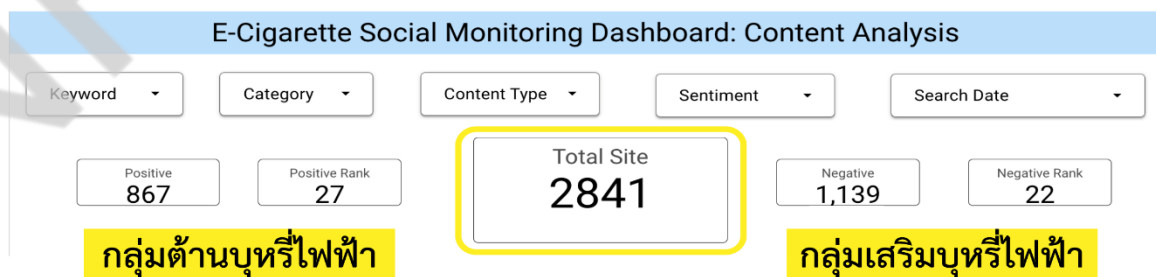 E-Cigarette Social Monitoring Dashboard: Content Analysis
Keyword Category Content Type Sentiment Search Date
Positive
867
Positive Rank
27
Total Site
2841
Negative
1,139
Negative Rank
22
กลุ่มต้านบุหรี่ไฟฟ้า
กลุ่มเสริมบุหรี่ไฟฟ้า